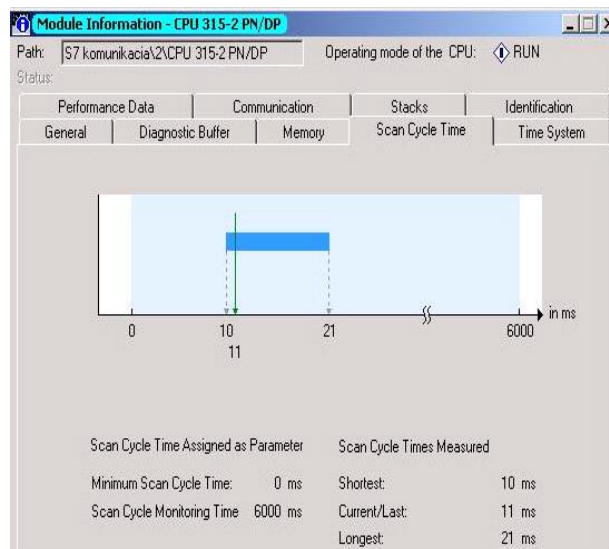 Module Information - CPU 315-2 PN/DP
Path: S7 komunikacia\2\CPU 315-2 PN/DP Operating mode of the CPU: RUN
Status:
Performance Data Communication Stacks Identification
General Diagnostic Buffer Memory Scan Cycle Time Time System
in ms
0 10 21 6000
11
Scan Cycle Time Assigned as Parameter Scan Cycle Times Measured
Minimum Scan Cycle Time: 0 ms Shortest: 10 ms
Scan Cycle Monitoring Time 6000 ms Current/Last: 11 ms
Longest: 21 ms